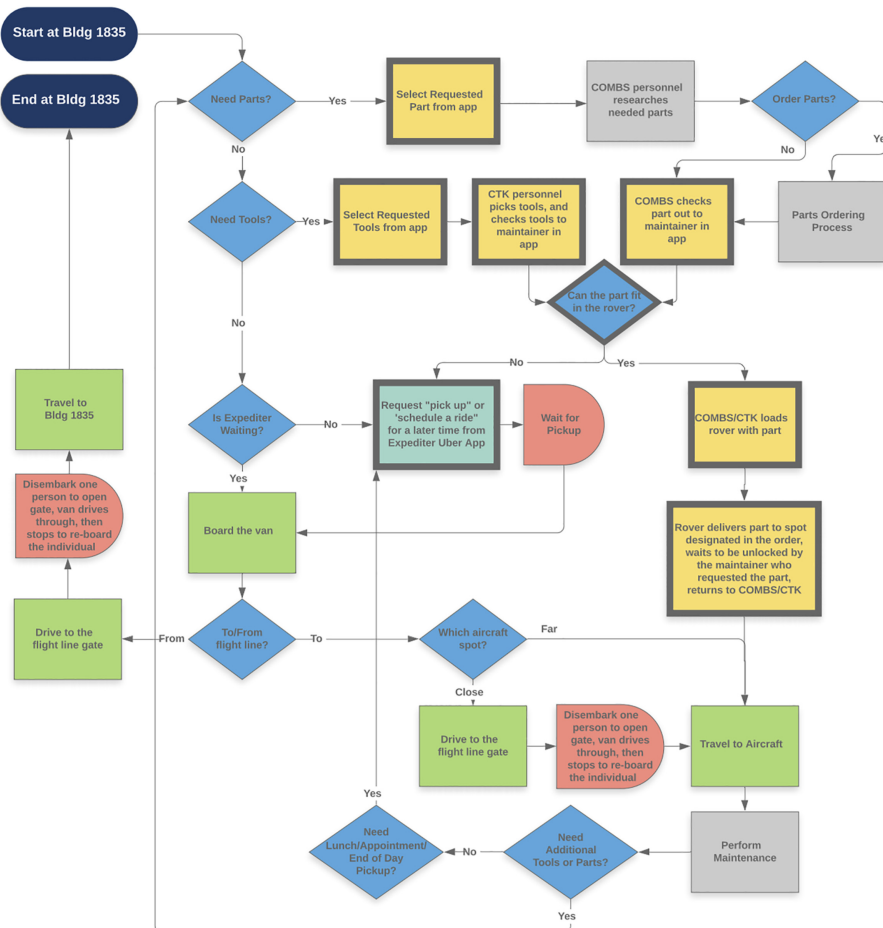 Start at Bldg 1835
End at Bldg 1835
Need Parts?
Yes
Select Requested
Part from app
COMBS personnel
researches
needed parts
Order Parts?
No
No
Need Tools?
Yes
Select Requested
Tools from app
CTK personnel
picks tools, and
checks tools to
maintainer in
app
COMBS checks
part out to
maintainer in
app
Parts Ordering
Process
Can the part fit
in the rover?
No
No
Yes
Travel to
Bldg 1835
Is Expediter
Waiting?
No
Request "pick up" or
'schedule a ride"
for a later time from
Expediter Uber App
Wait for
Pickup
COMBS/CTK loads
rover with part
Yes
Disembark one
person to open
gate, van drives
through, then
stops to re-board
the individual
Board the van
Rover delivers part to spot
designated in the order,
waits to be unlocked by
the maintainer who
requested the part,
returns to COMBS/CTK
Drive to the
flight line gate
From
To/From
flight line?
To
Which aircraft
spot?
Far
Close
Drive to the
flight line gate
Disembark one
person to open
gate, van drives
through, then
stops to re-board
the individual
Travel to Aircraft
Yes
Need
Lunch/Appointment/
End of Day
Pickup?
No
Need
Additional
Tools or Parts?
Perform
Maintenance
Yes